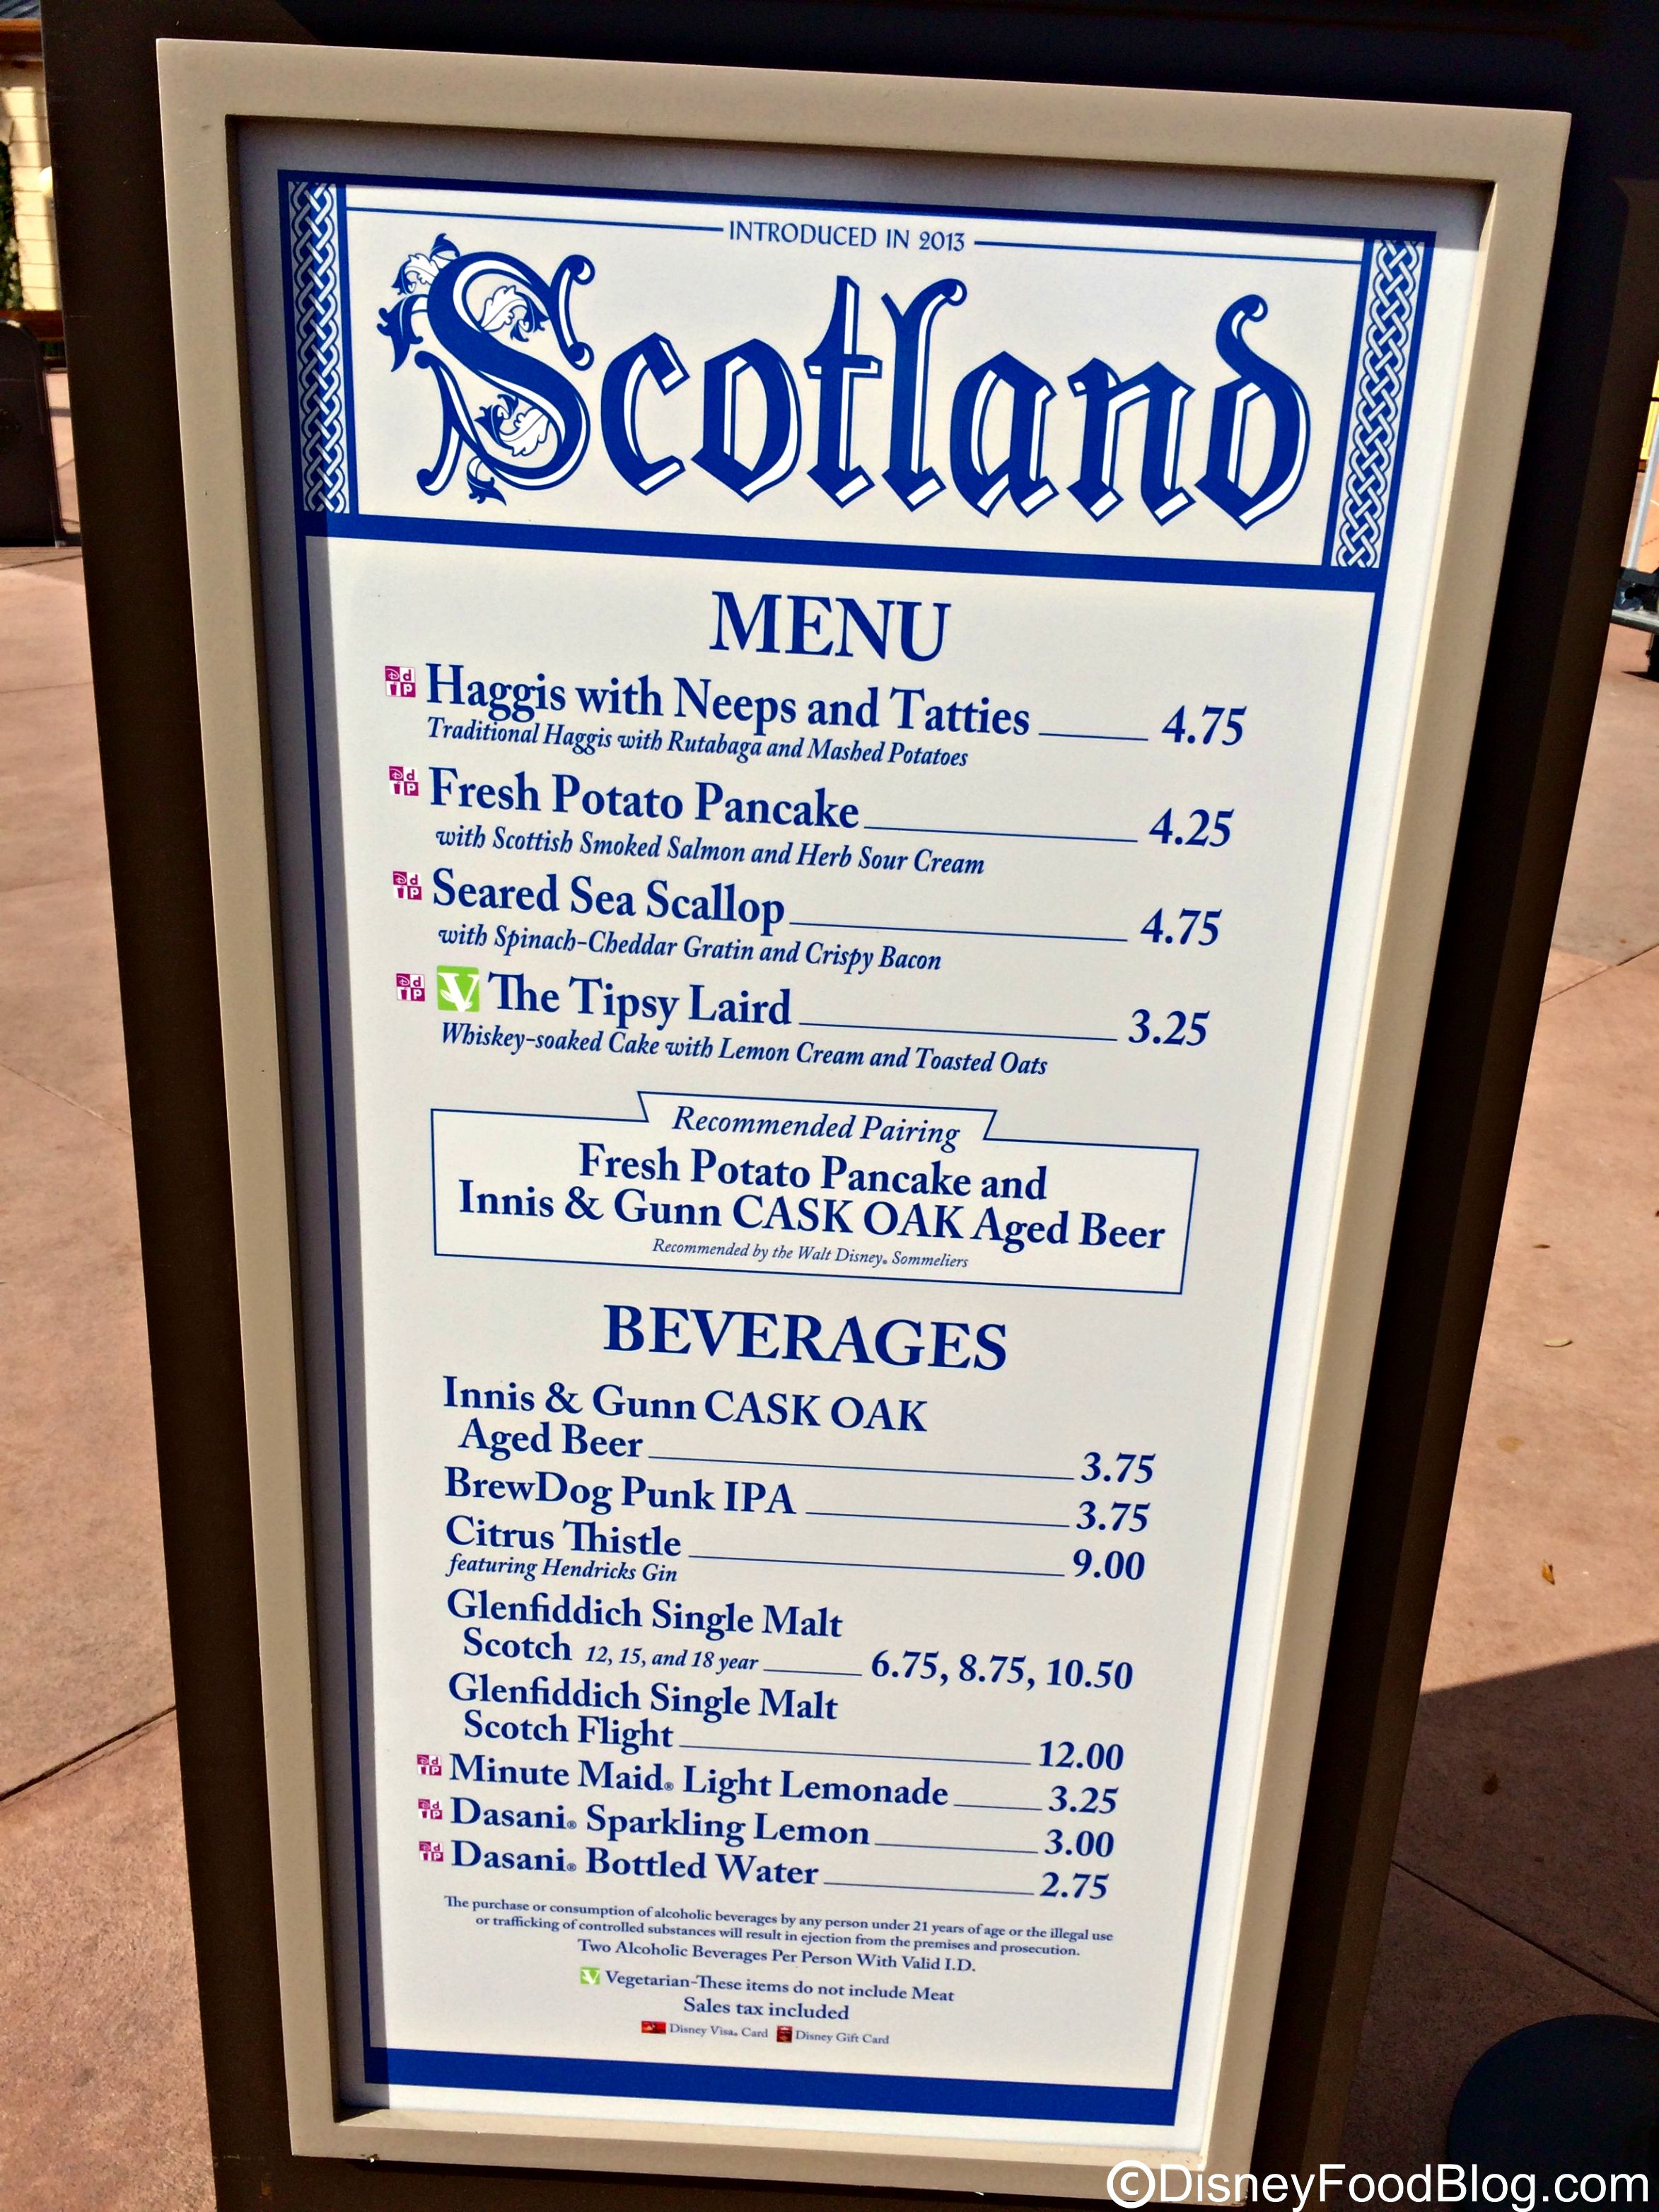 INTRODUCED IN 2013
Scotland
MENU
Haggis with Neeps and Tatties 4.75
Traditional Haggis with Rutabaga and Mashed Potatoes
Fresh Potato Pancake 4.25
with Scottish Smoked Salmon and Herb Sour Cream
Seared Sea Scallop 4.75
with Spinach-Cheddar Gratin and Crispy Bacon
V The Tipsy Laird 3.25
Whiskey-soaked Cake with Lemon Cream and Toasted Oats
Recommended Pairing
Fresh Potato Pancake and
Innis & Gunn CASK OAK Aged Beer
Recommended by the Walt Disney® Sommeliers
BEVERAGES
Innis & Gunn CASK OAK
Aged Beer 3.75
BrewDog Punk IPA 3.75
Citrus Thistle 9.00
featuring Hendricks Gin
Glenfiddich Single Malt
Scotch 12, 15, and 18 year 6.75, 8.75, 10.50
Glenfiddich Single Malt
Scotch Flight 12.00
Minute Maid® Light Lemonade 3.25
Dasani® Sparkling Lemon 3.00
Dasani® Bottled Water 2.75
The purchase or consumption of alcoholic beverages by any person under 21 years of age or the illegal use
or trafficking of controlled substances will result in ejection from the premises and prosecution.
Two Alcoholic Beverages Per Person With Valid I.D.
V Vegetarian-These items do not include Meat
Sales tax included
Disney Visa® Card Disney Gift Card
©DisneyFoodBlog.com